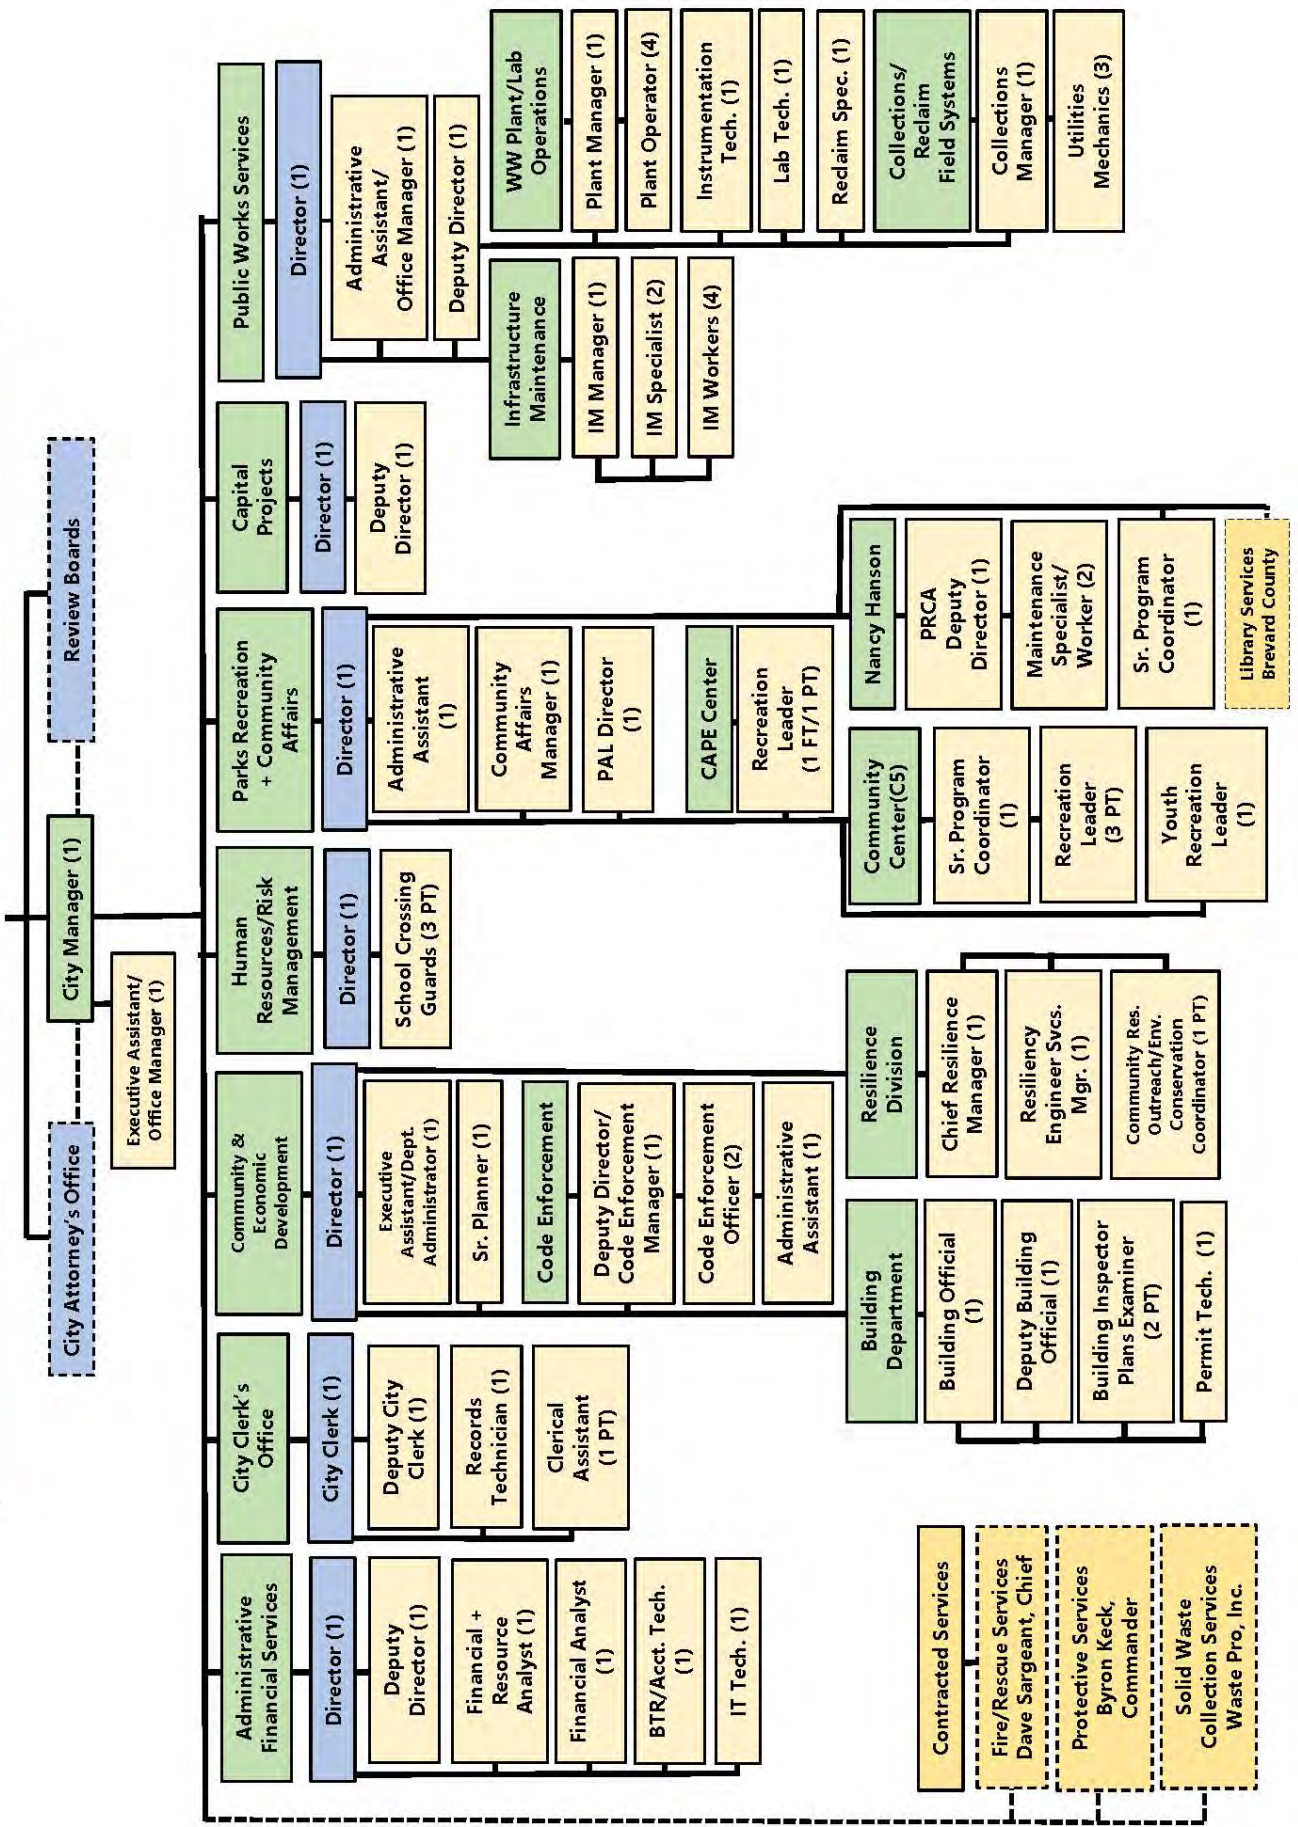 City Attorney's Office
City Manager (1)
Review Boards
Executive Assistant/
Office Manager (1)
Administrative
Financial Services
Director (1)
Deputy
Director (1)
Financial +
Resource
Analyst (1)
Financial Analyst
(1)
BTR/Acct. Tech.
(1)
IT Tech. (1)
City Clerk's
Office
City Clerk (1)
Deputy City
Clerk (1)
Records
Technician (1)
Clerical
Assistant
(1 PT)
Community &
Economic
Development
Director (1)
Executive
Assistant/Dept.
Administrator (1)
Sr. Planner (1)
Code Enforcement
Deputy Director/
Code Enforcement
Manager (1)
Code Enforcement
Officer (2)
Administrative
Assistant (1)
Building
Department
Building Official
(1)
Deputy Building
Official (1)
Building Inspector
Plans Examiner
(2 PT)
Permit Tech. (1)
Resilience
Division
Chief Resilience
Manager (1)
Resiliency
Engineer Svcs.
Mgr. (1)
Community Res.
Outreach/Env.
Conservation
Coordinator (1 PT)
Human
Resources/Risk
Management
Director (1)
School Crossing
Guards (3 PT)
Parks Recreation
+ Community
Affairs
Director (1)
Administrative
Assistant
(1)
Community
Affairs
Manager (1)
PAL Director
(1)
CAPE Center
Recreation
Leader
(1 FT/1 PT)
Community
Center(C5)
Sr. Program
Coordinator
(1)
Recreation
Leader
(3 PT)
Youth
Recreation
Leader
(1)
Nancy Hanson
PRCA
Deputy
Director (1)
Maintenance
Specialist/
Worker (2)
Sr. Program
Coordinator
(1)
Library Services
Brevard County
Capital
Projects
Director (1)
Deputy
Director (1)
Public Works Services
Director (1)
Administrative
Assistant/
Office Manager (1)
Deputy Director (1)
Infrastructure
Maintenance
IM Manager (1)
IM Specialist (2)
IM Workers (4)
WW Plant/Lab
Operations
Plant Manager (1)
Plant Operator (4)
Instrumentation
Tech. (1)
Lab Tech. (1)
Reclaim Spec. (1)
Collections/
Reclaim
Field Systems
Collections
Manager (1)
Utilities
Mechanics (3)
Contracted Services
Fire/Rescue Services
Dave Sargeant, Chief
Protective Services
Byron Keck,
Commander
Solid Waste
Collection Services
Waste Pro, Inc.